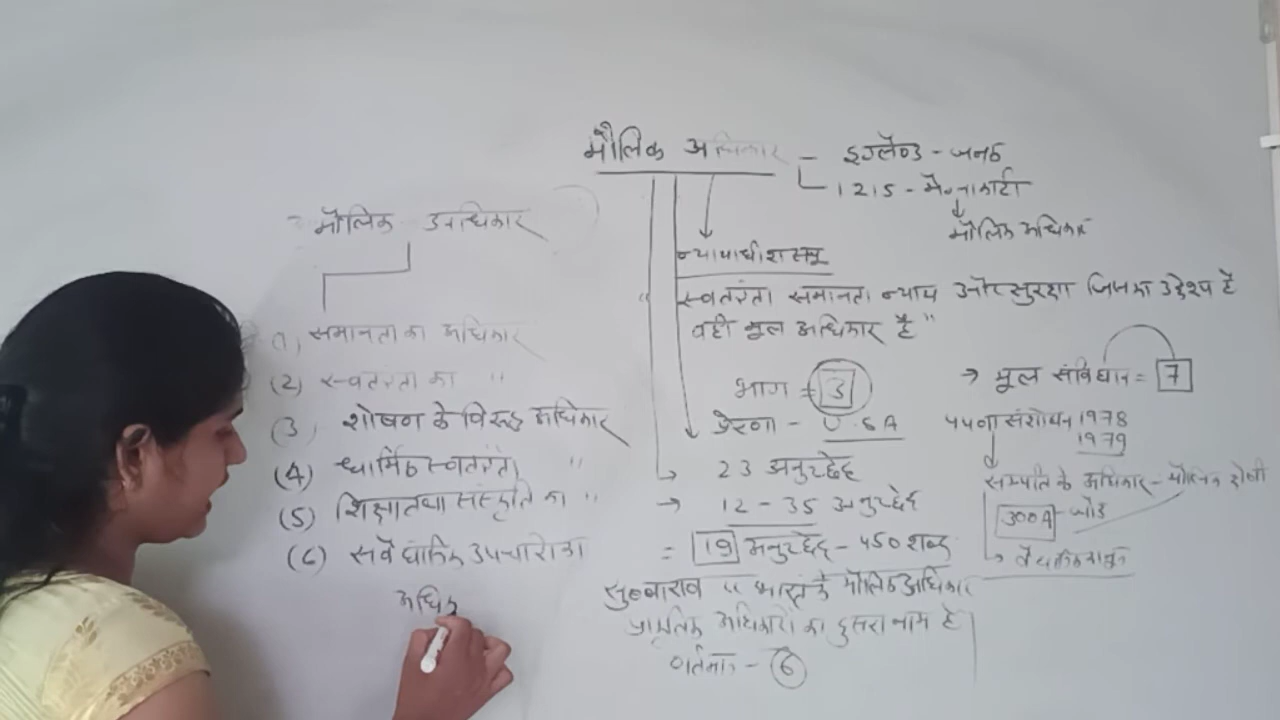 मौलिक अधिकार - इग्लैण्ड - जनक
1215 - मैग्नाकार्टा
मौलिक अधिकार
न्यायाधीश
“स्वतंत्रता समानता न्याय और सुरक्षा जिसका उद्देश्य है
वही मूल अधिकार है”
भाग = 3
प्रेरणा - U.S.A
23 अनुच्छेद
→ 12 - 35 अनुच्छेद
= 19 अनुच्छेद - 450 शब्द
सुब्बाराव “भारत के मौलिक अधिकार
प्राकृतिक अधिकारों का दुसरा नाम है
वर्तमान - 6
→ मूल संविधान = 7
44वा संशोधन 1978
1979
सम्पति के अधिकार - मौलिक
300A - जोड़े
मौलिक अधिकार
(1) समानता का अधिकार
(2) स्वतंत्रता का "
(3) शोषण के विरूद्ध अधिकार
(4) धार्मिक स्वतंत्रता "
(5) शिक्षा तथा संस्कृति का "
(6) संवैधानिक उपचारो का
अधिक